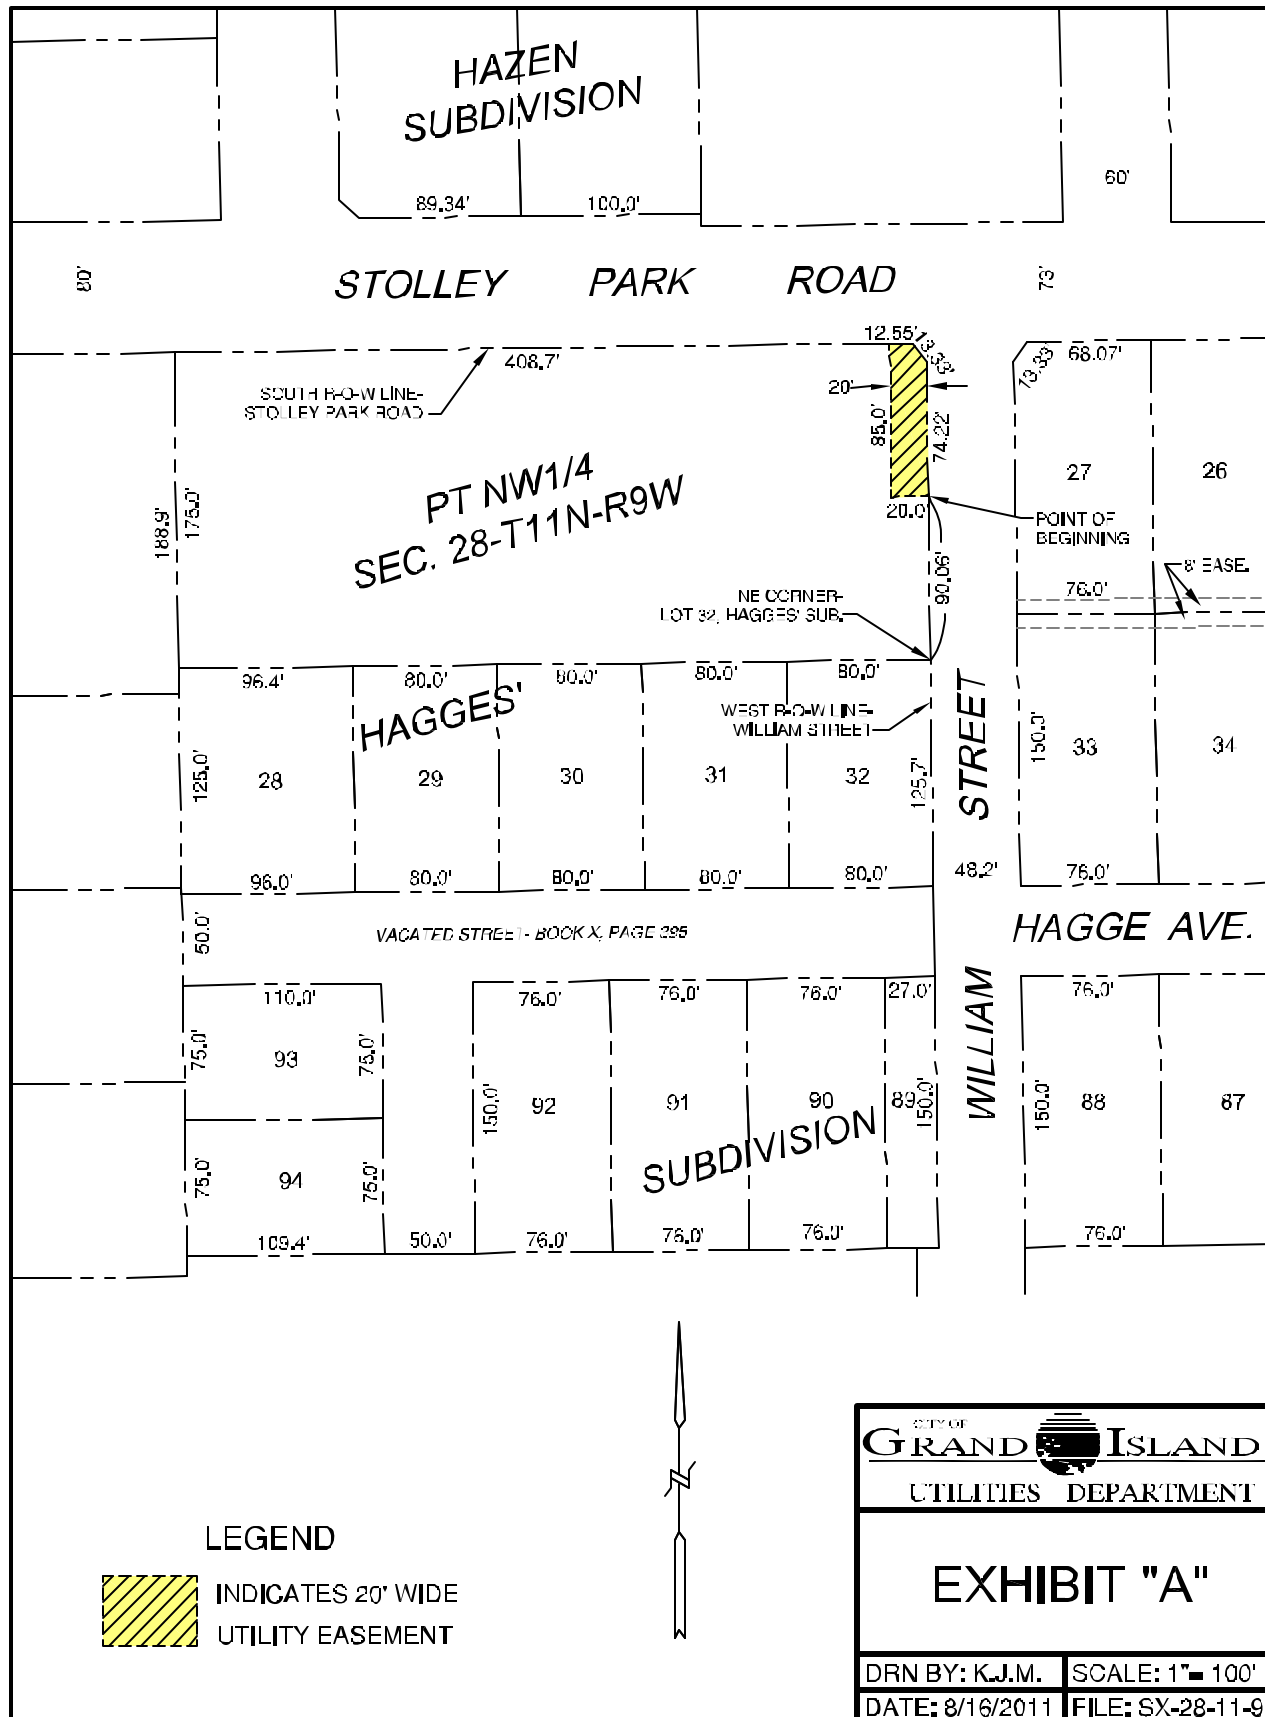 HAZEN
SUBDIVISION
60'
89.34'
100.0'
80'
STOLLEY PARK ROAD
73'
12.55'
13.33'
13.33'
68.07'
408.7'
SOUTH R-O-W LINE-
STOLLEY PARK ROAD
20'
85.0'
74.22'
PT NW1/4
SEC. 28-T11N-R9W
27
26
188.9'
175.0'
20.0'
POINT OF
BEGINNING
8' EASE.
90.06'
76.0'
NE CORNER-
LOT 32, HAGGES' SUB.
96.4'
80.0'
80.0'
80.0'
80.0'
HAGGES'
WEST R-O-W LINE-
WILLIAM STREET
WILLIAM STREET
125.0'
28
29
30
31
32
125.7'
150.0'
33
34
96.0'
80.0'
80.0'
80.0'
80.0'
48.2'
76.0'
50.0'
VACATED STREET- BOOK X, PAGE 295
HAGGE AVE.
110.0'
76.0'
76.0'
76.0'
27.0'
76.0'
75.0'
93
75.0'
150.0'
92
91
90
89
150.0'
150.0'
88
87
SUBDIVISION
75.0'
94
75.0'
109.4'
50.0'
76.0'
76.0'
76.0'
76.0'
LEGEND
INDICATES 20' WIDE
UTILITY EASEMENT
CITY OF
GRAND ISLAND
UTILITIES DEPARTMENT
EXHIBIT "A"
DRN BY: K.J.M.
SCALE: 1"= 100'
DATE: 8/16/2011
FILE: SX-28-11-9